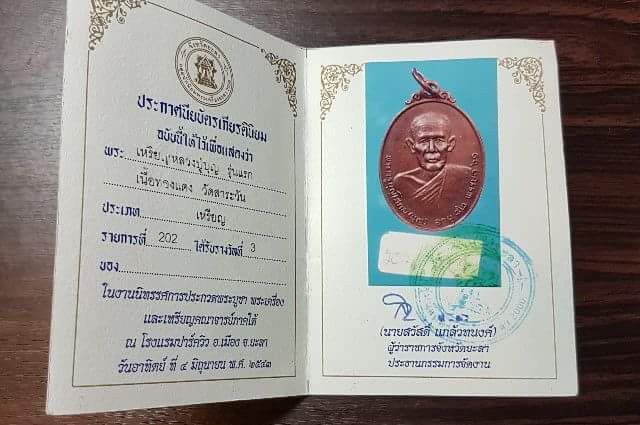 ประกาศนียบัตรเกียรตินิยม
ฉบับนี้ให้ไว้เพื่อแสดงว่า
พระ เหรียญหลวงปู่บุญ รุ่นแรก
เนื้อทองแดง วัดสาระวัน
ประเภท เหรียญ
รายการที่ 202 ได้รับรางวัลที่ 3
ของ
ในงานนิทรรศการประกวดพระบูชา พระเครื่อง
และเหรียญคณาจารย์ภาคใต้
ณ โรงแรมปาร์ควิว อ.เมือง จ.ยะลา
วันอาทิตย์ ที่ ๔ มิถุนายน พ.ศ. ๒๕๔๓
(นายสวัสดิ์ แกล้วทนงค์)
ผู้ว่าราชการจังหวัดยะลา
ประธานกรรมการจัดงาน